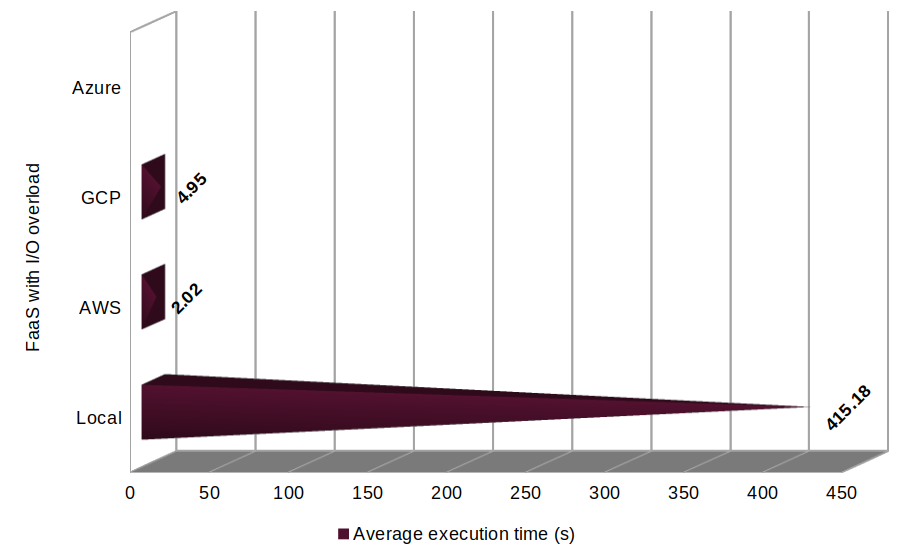 FaaS with I/O overload
Azure
GCP
4.95
AWS
2.02
Local
415.18
0 50 100 150 200 250 300 350 400 450
Average execution time (s)